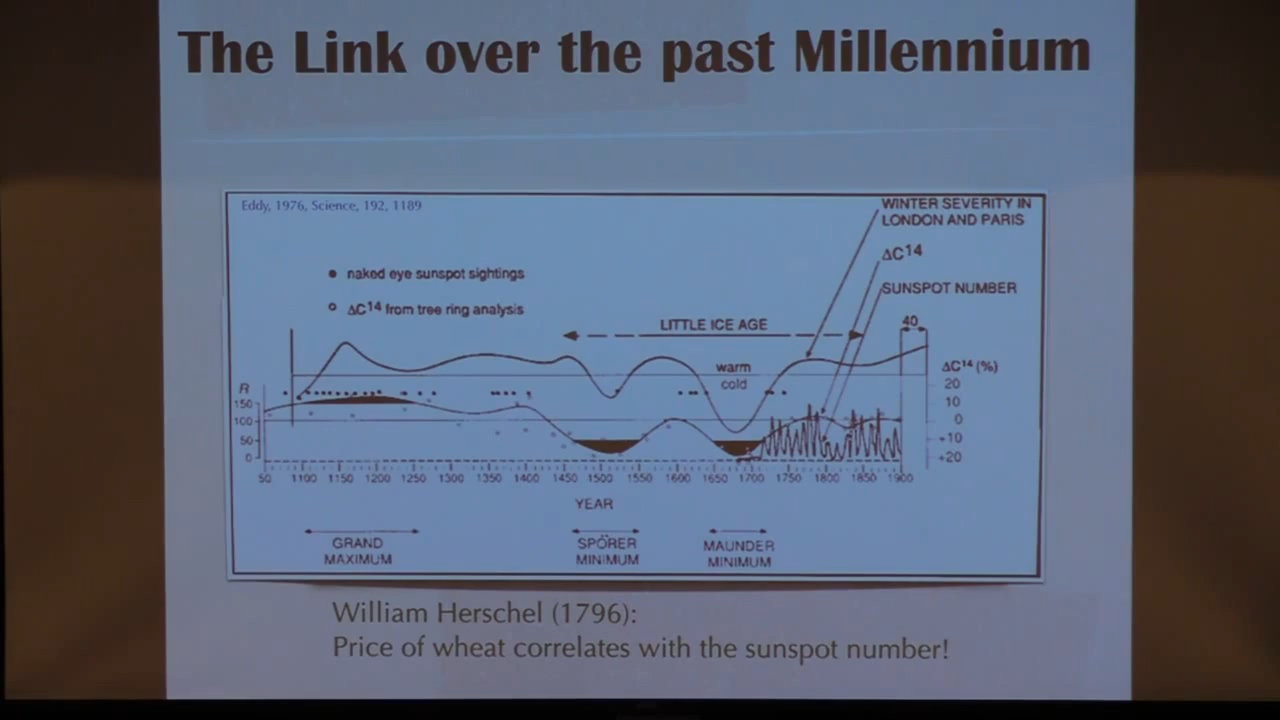 The Link over the past Millennium
Eddy, 1976, Science, 192, 1189
WINTER SEVERITY IN
LONDON AND PARIS
ΔC14
SUNSPOT NUMBER
● naked eye sunspot sightings
○ ΔC14 from tree ring analysis
LITTLE ICE AGE
40
warm
cold
ΔC14 (%)
R
150
100
50
0
20
10
0
+10
+20
50 1100 1150 1200 1250 1300 1350 1400 1450 1500 1550 1600 1650 1700 1750 1800 1850 1900
YEAR
GRAND
MAXIMUM
SPÖRER
MINIMUM
MAUNDER
MINIMUM
William Herschel (1796):
Price of wheat correlates with the sunspot number!